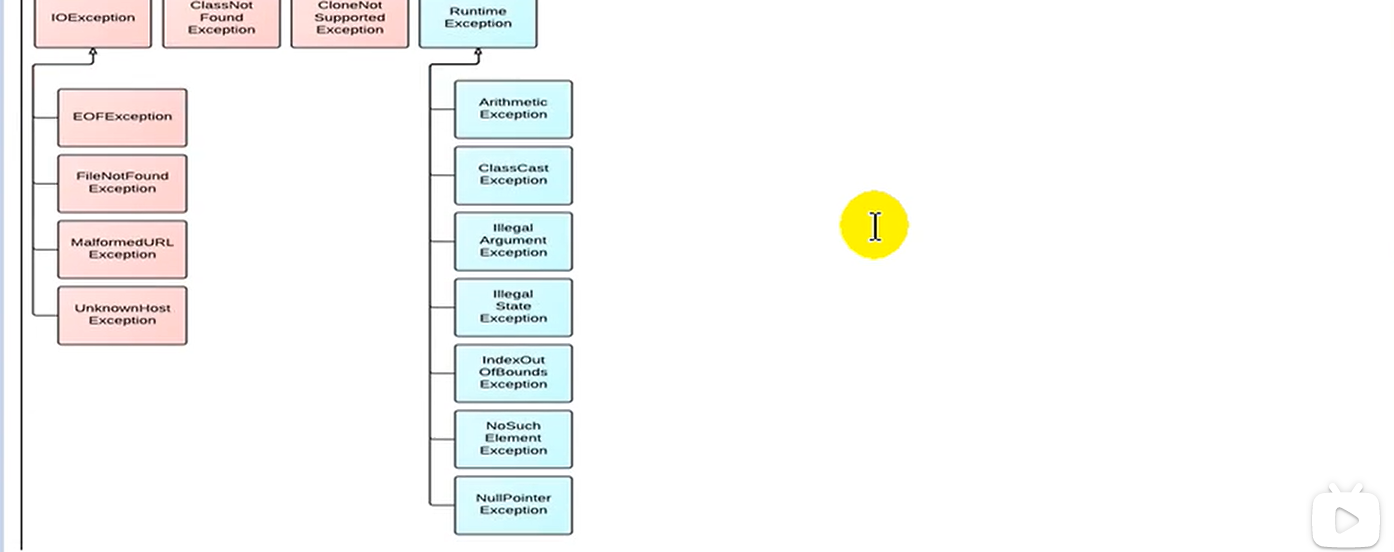 IOException
ClassNot
Found
Exception
CloneNot
Supported
Exception
Runtime
Exception
EOFException
FileNotFound
Exception
MalformedURL
Exception
UnknownHost
Exception
Arithmetic
Exception
ClassCast
Exception
Illegal
Argument
Exception
Illegal
State
Exception
IndexOut
OfBounds
Exception
NoSuch
Element
Exception
NullPointer
Exception